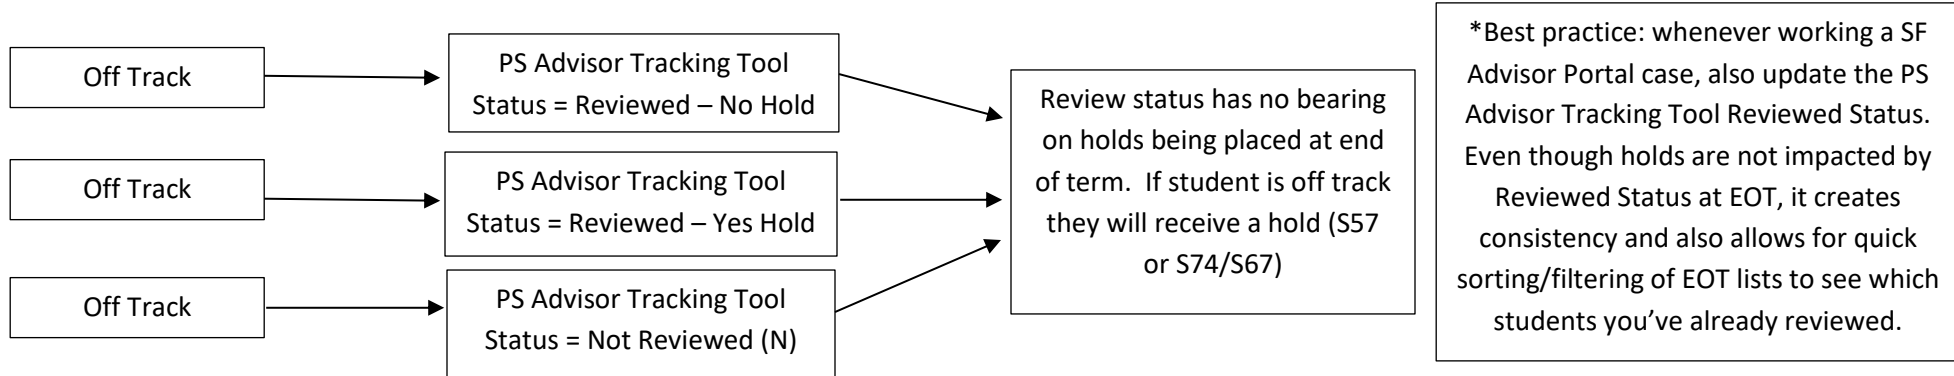 Off Track
PS Advisor Tracking Tool
Status = Reviewed – No Hold
Off Track
PS Advisor Tracking Tool
Status = Reviewed – Yes Hold
Off Track
PS Advisor Tracking Tool
Status = Not Reviewed (N)
Review status has no bearing
on holds being placed at end
of term.  If student is off track
they will receive a hold (S57
or S74/S67)
*Best practice: whenever working a SF
Advisor Portal case, also update the PS
Advisor Tracking Tool Reviewed Status.
Even though holds are not impacted by
Reviewed Status at EOT, it creates
consistency and also allows for quick
sorting/filtering of EOT lists to see which
students you’ve already reviewed.